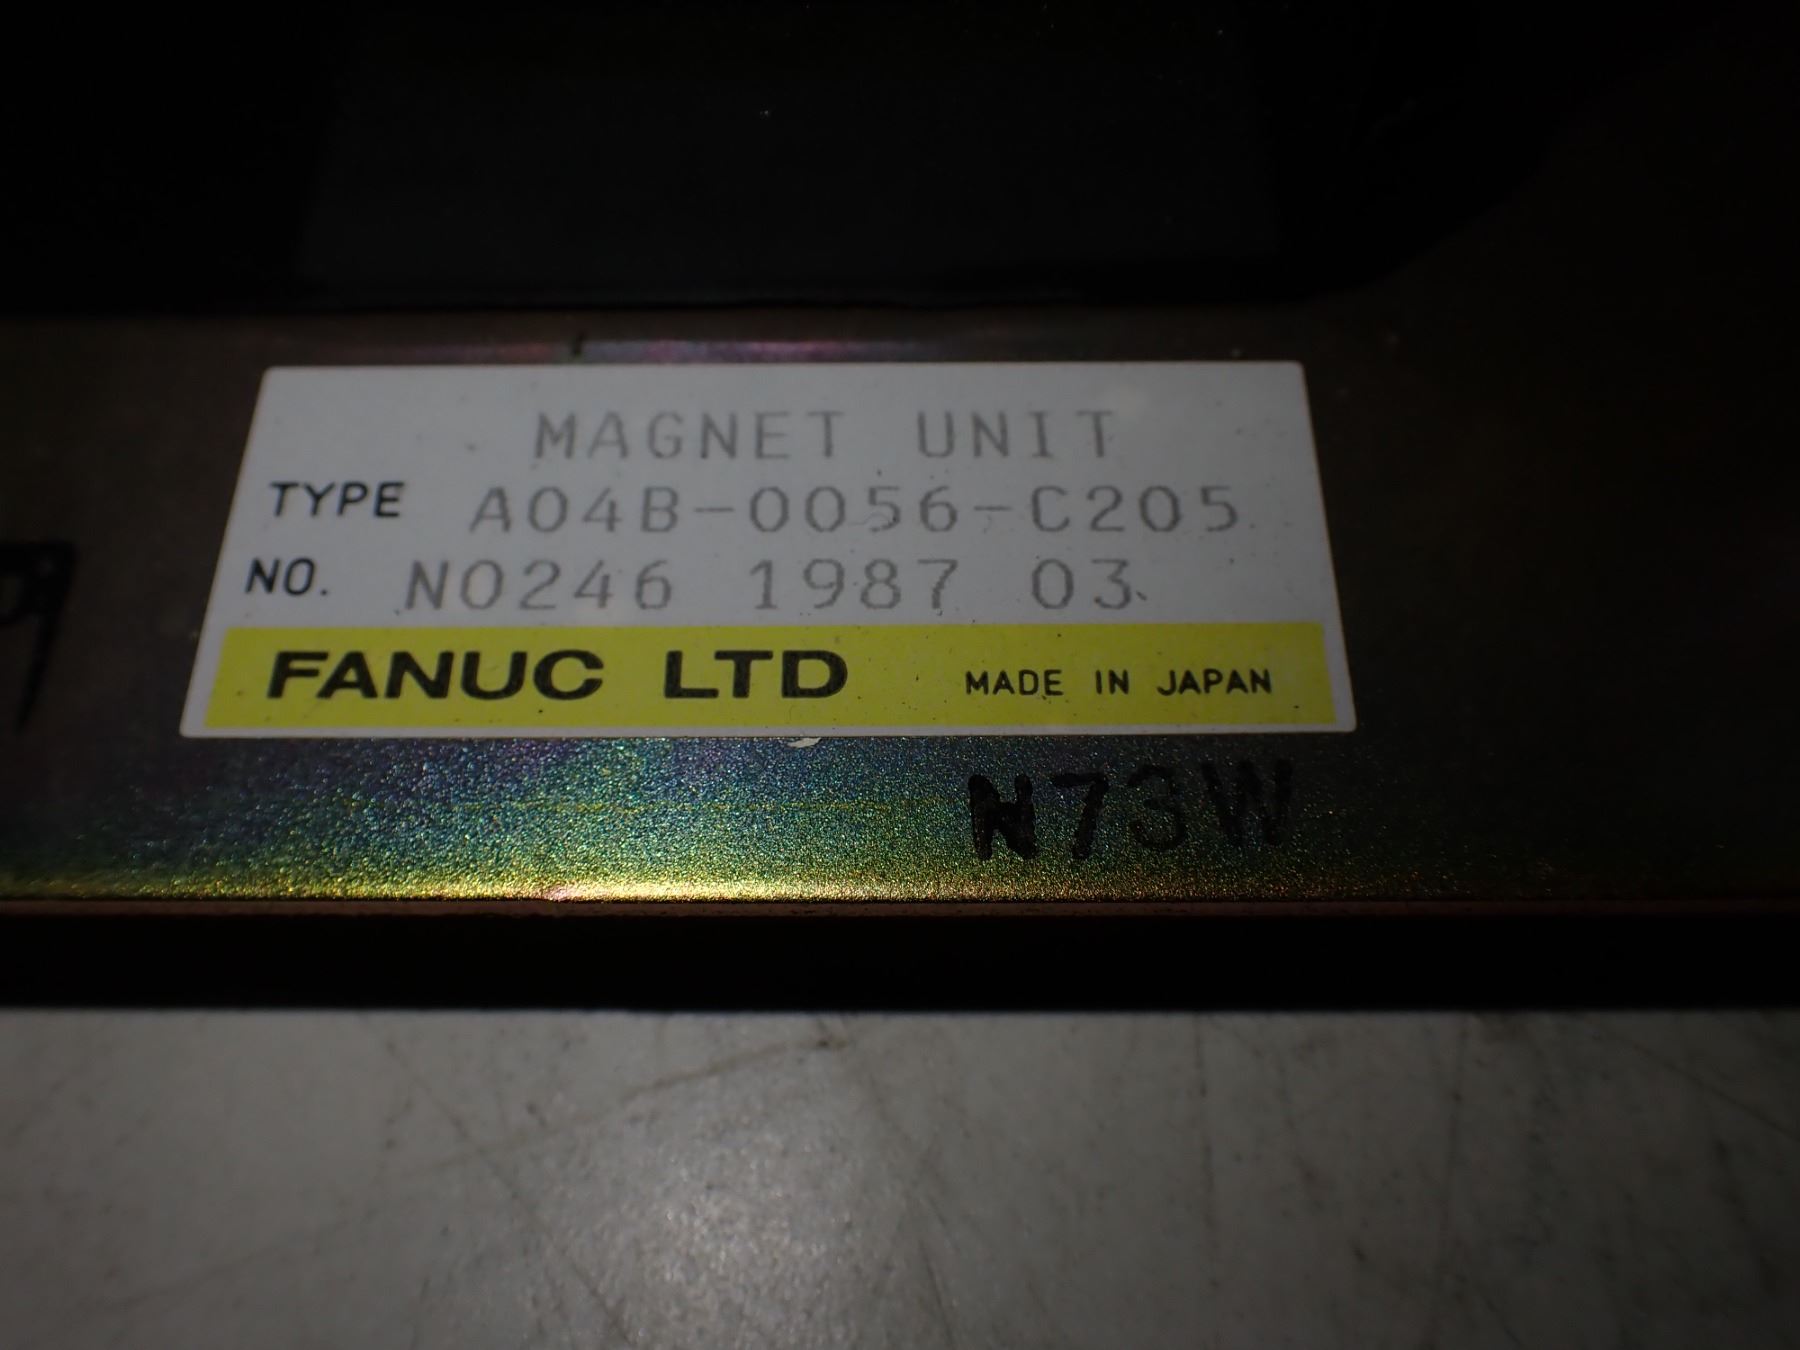 MAGNET UNIT
TYPE A04B-0056-C205
NO. N0246 1987 03
FANUC LTD MADE IN JAPAN
N73W